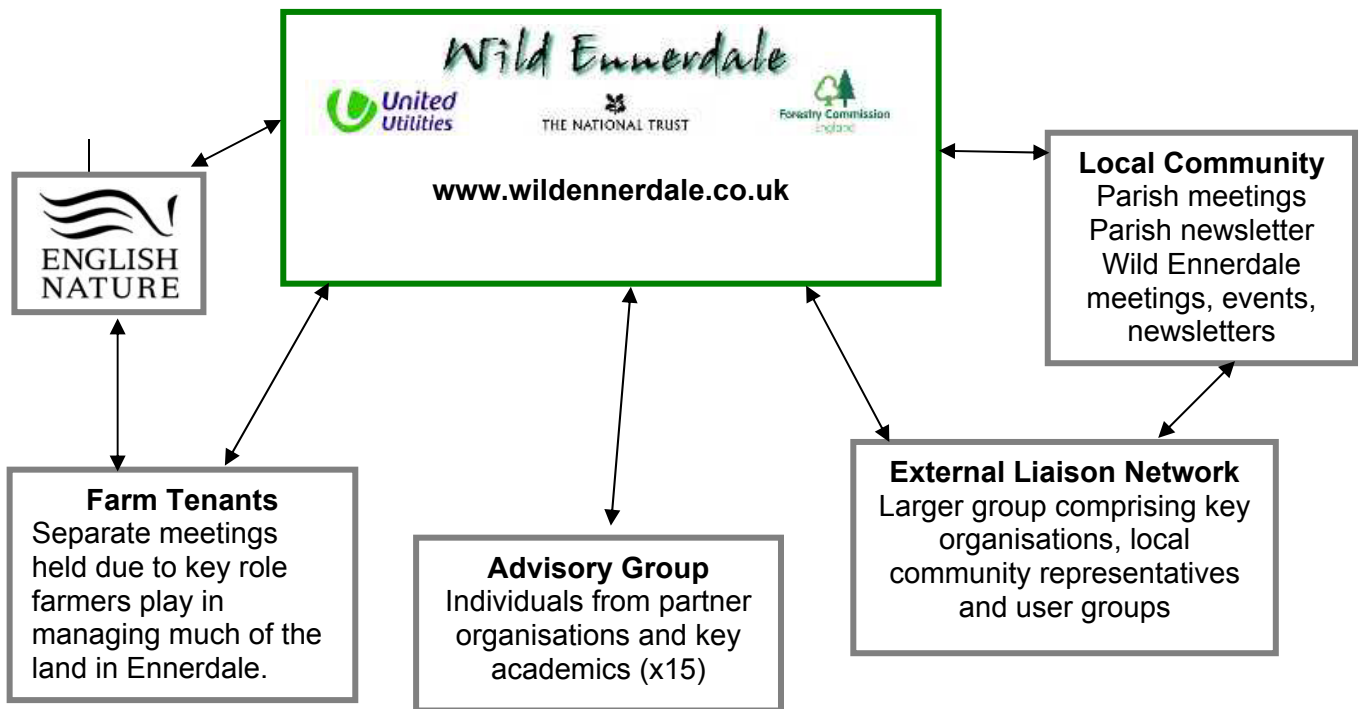 Wild Ennerdale
United
Utilities
THE NATIONAL TRUST
Forestry Commission
England
www.wildennerdale.co.uk
ENGLISH
NATURE
Local Community
Parish meetings
Parish newsletter
Wild Ennerdale
meetings, events,
newsletters
Farm Tenants
Separate meetings
held due to key role
farmers play in
managing much of the
land in Ennerdale.
Advisory Group
Individuals from partner
organisations and key
academics (x15)
External Liaison Network
Larger group comprising key
organisations, local
community representatives
and user groups